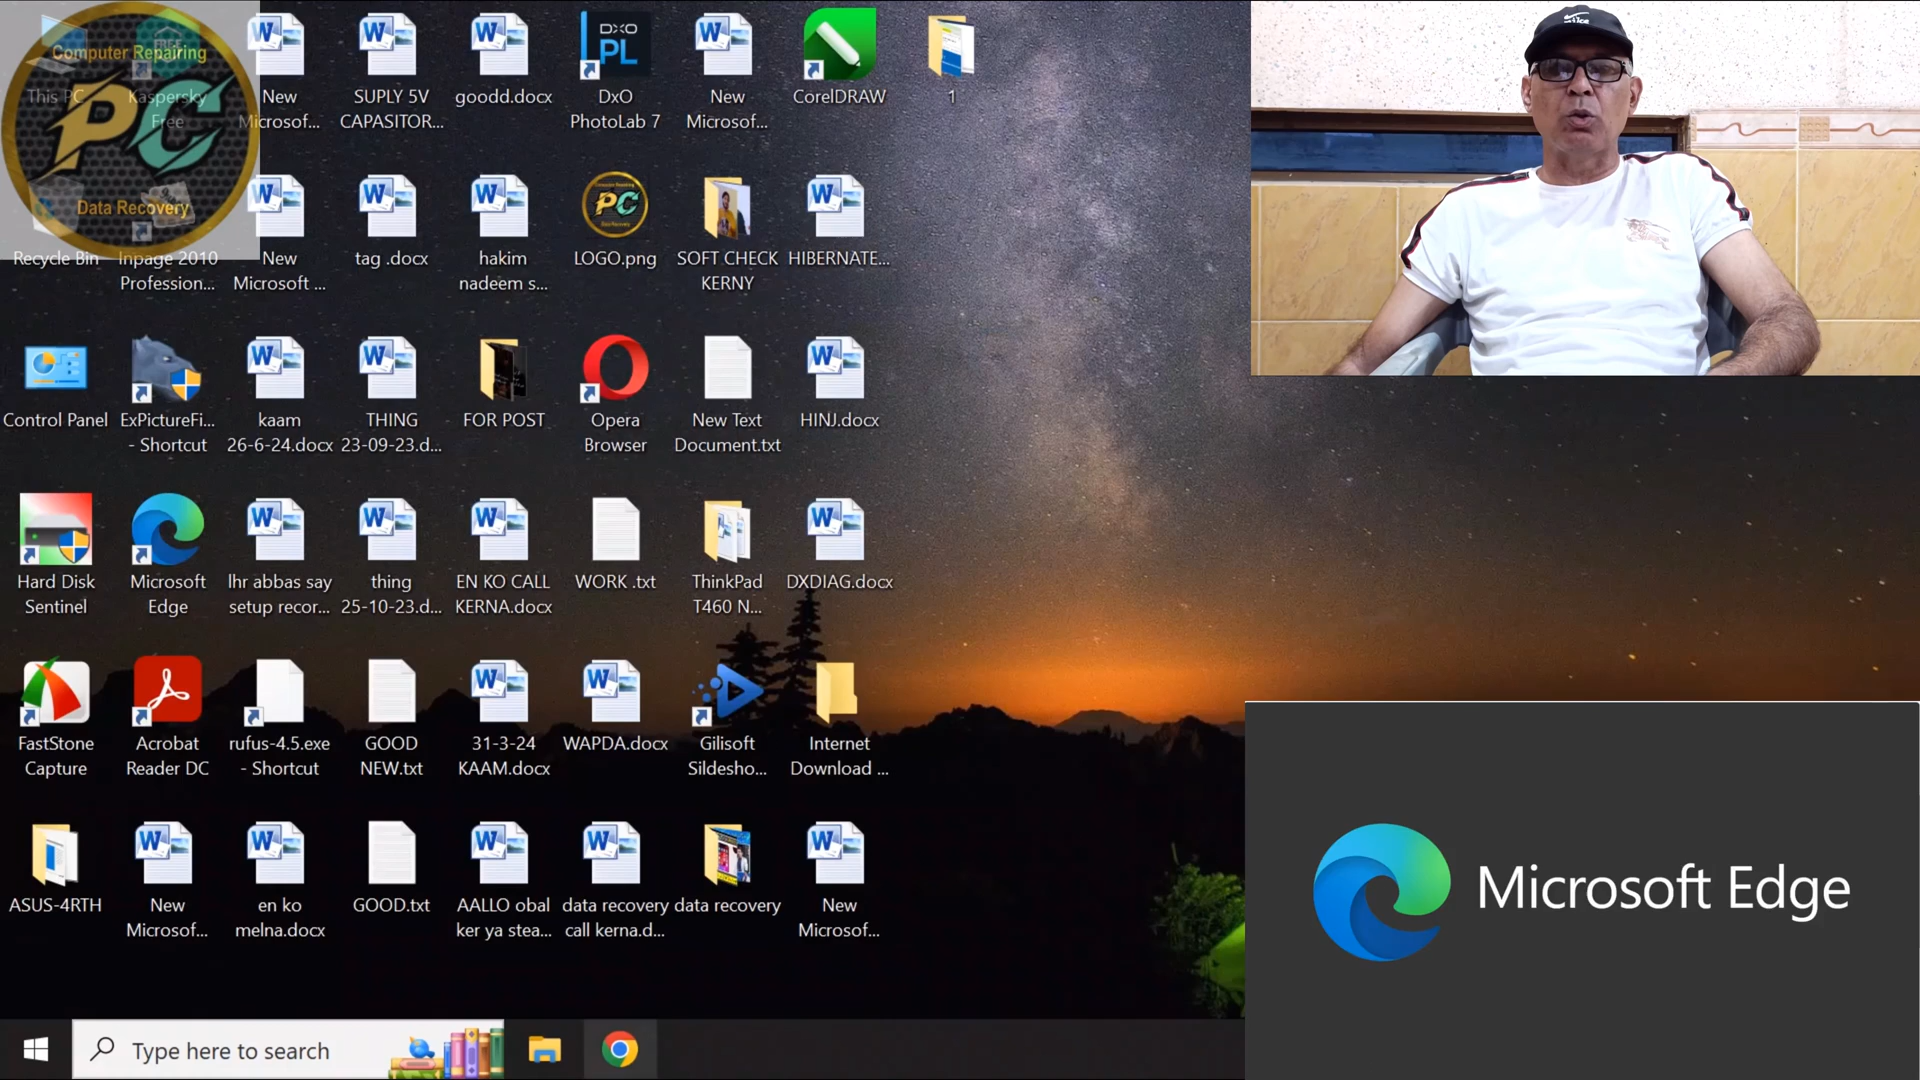 Computer Repairing
PC
Data Recovery
This PC
Kaspersky
Free
New
Microsof...
SUPLY 5V
CAPASITOR...
goodd.docx
DXO
PL
DxO
PhotoLab 7
New
Microsof...
CorelDRAW
1
Recycle Bin
Inpage 2010
Profession...
New
Microsoft ...
tag .docx
hakim
nadeem s...
PC
LOGO.png
SOFT CHECK
KERNY
HIBERNATE...
Control Panel
ExPictureFi...
- Shortcut
kaam
26-6-24.docx
THING
23-09-23.d...
FOR POST
Opera
Browser
New Text
Document.txt
HINJ.docx
Hard Disk
Sentinel
Microsoft
Edge
lhr abbas say
setup recor...
thing
25-10-23.d...
EN KO CALL
KERNA.docx
WORK .txt
ThinkPad
T460 N...
DXDIAG.docx
FastStone
Capture
Acrobat
Reader DC
rufus-4.5.exe
- Shortcut
GOOD
NEW.txt
31-3-24
KAAM.docx
WAPDA.docx
Gilisoft
Sildesho...
Internet
Download ...
ASUS-4RTH
New
Microsof...
en ko
melna.docx
GOOD.txt
AALLO obal
ker ya stea...
data recovery
call kerna.d...
data recovery
New
Microsof...
Microsoft Edge
Type here to search